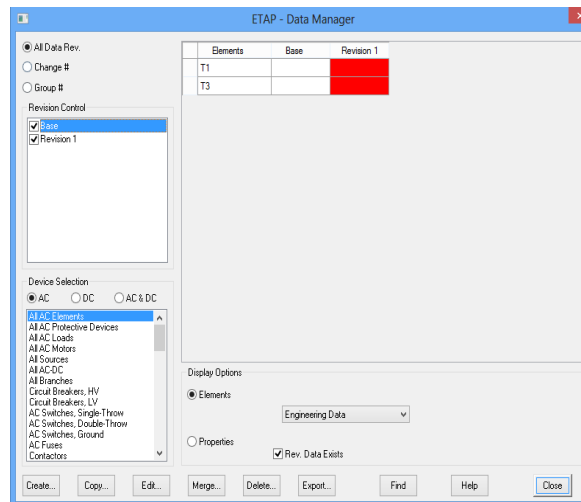 ETAP - Data Manager
All Data Rev.
Change #
Group #
Revision Control
Base
Revision 1
Elements Base Revision 1
T1
T3
Device Selection
AC DC AC & DC
All AC Elements
All AC Protective Devices
All AC Loads
All AC Motors
All Sources
All AC-DC
All Branches
Circuit Breakers, HV
Circuit Breakers, LV
AC Switches, Single-Throw
AC Switches, Double-Throw
AC Switches, Ground
AC Fuses
Contactors
Display Options
Elements
Engineering Data
Properties
Rev. Data Exists
Create... Copy... Edit... Merge... Delete... Export... Find Help Close